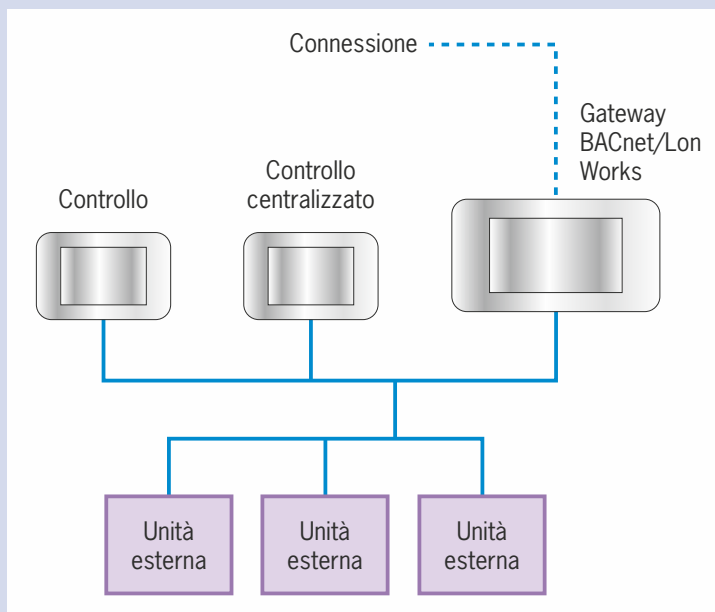 Connessione
Gateway
BACnet/Lon
Works
Controllo
centralizzato
Controllo
Unità
esterna
Unità
esterna
Unità
esterna